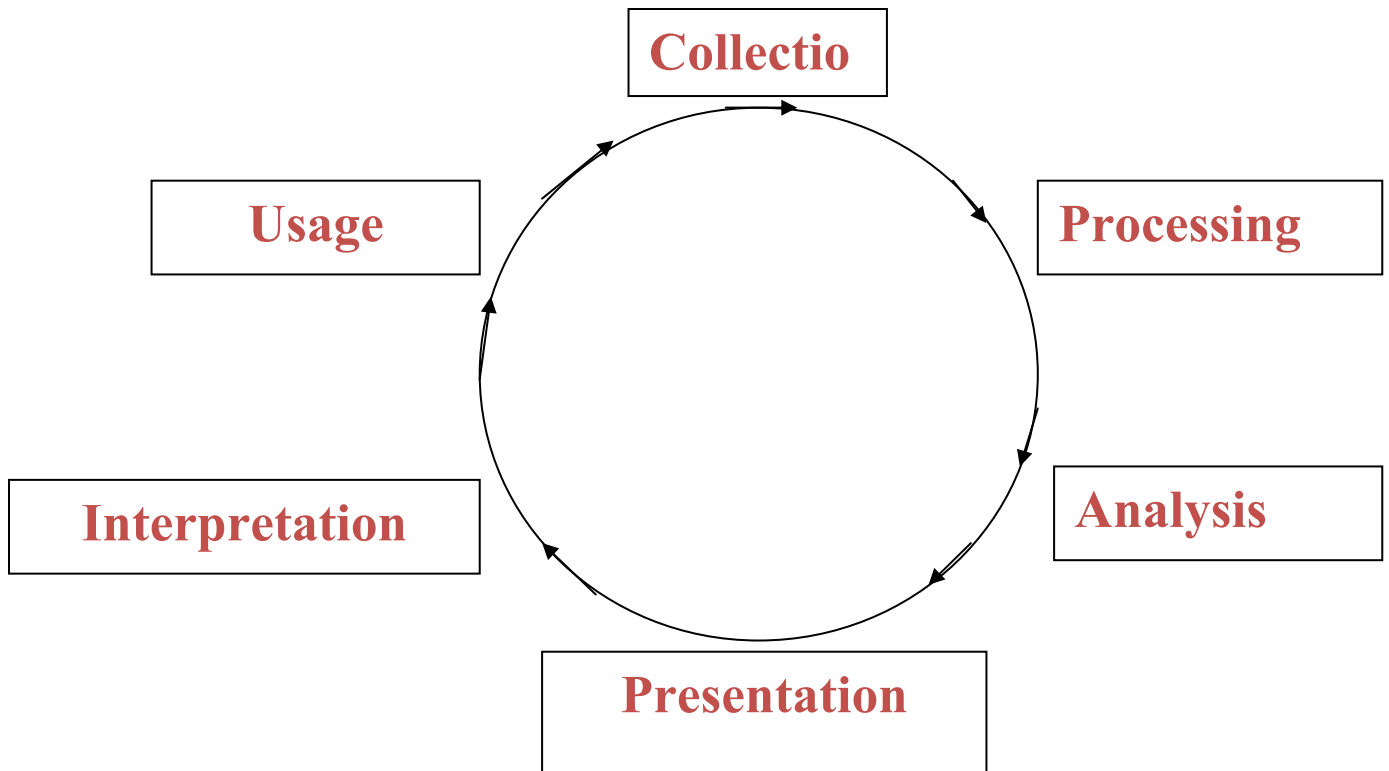 Collectio
Usage
Processing
Interpretation
Analysis
Presentation